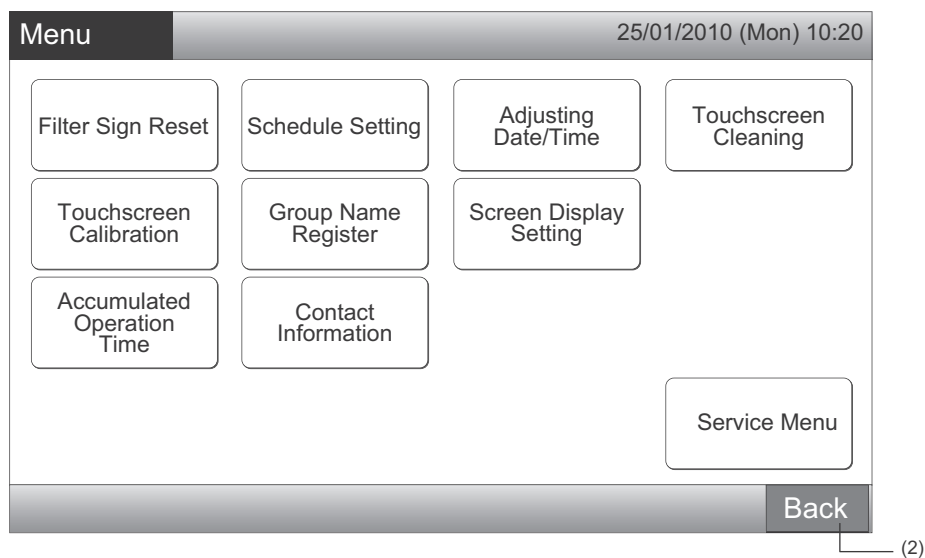 Menu
25/01/2010 (Mon) 10:20
Filter Sign Reset
Schedule Setting
Adjusting
Date/Time
Touchscreen
Cleaning
Touchscreen
Calibration
Group Name
Register
Screen Display
Setting
Accumulated
Operation
Time
Contact
Information
Service Menu
Back
(2)